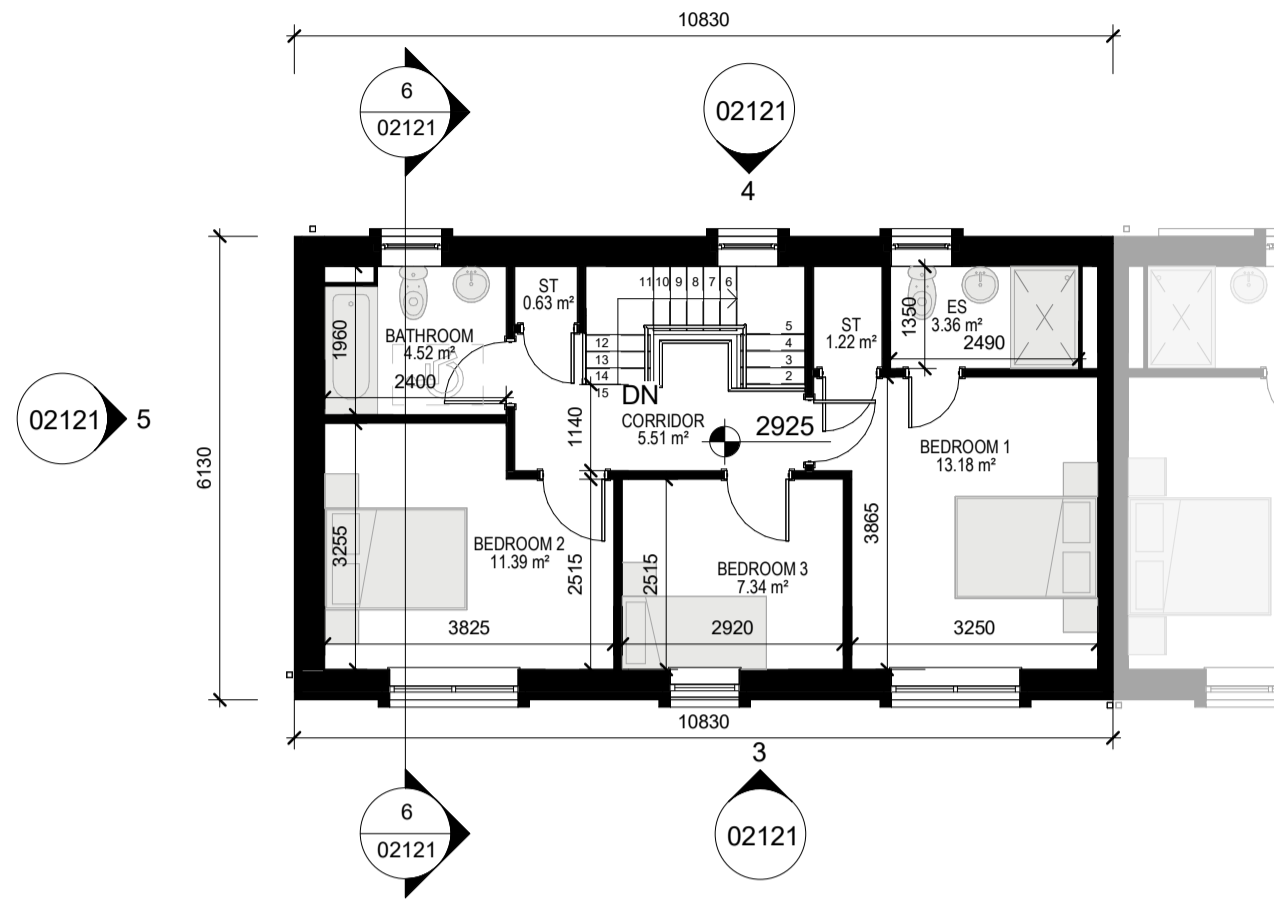 10830
6
02121
02121
4
ST
0.63 m²
11 10 9 8 7 6
BATHROOM
4.52 m²
1960
2400
12
13
14
15
5
4
3
2
ST
1.22 m²
1350
ES
3.36 m²
2490
02121
5
6130
DN
CORRIDOR
5.51 m²
2925
1140
BEDROOM 1
13.18 m²
3255
BEDROOM 2
11.39 m²
2515
2515
BEDROOM 3
7.34 m²
3865
3825
2920
3250
10830
3
6
02121
02121